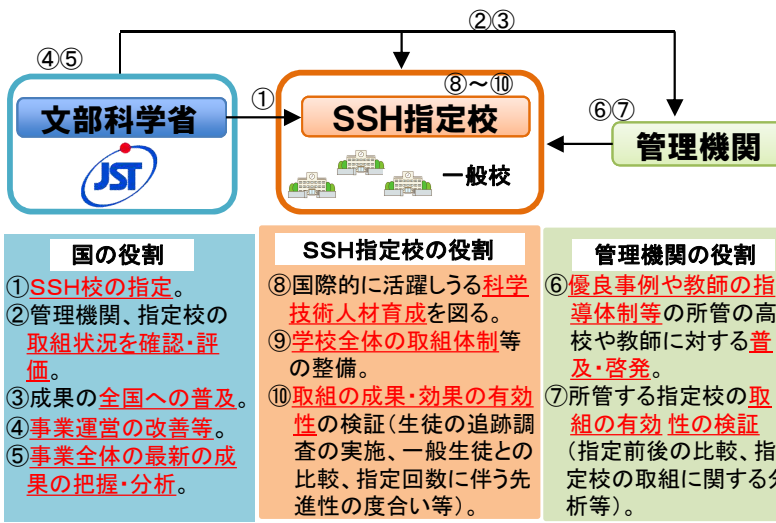 ②③
④⑤
⑧～⑩
①
⑥⑦
文部科学省
SSH指定校
管理機関
JST
一般校
国の役割
①SSH校の指定。
②管理機関、指定校の
取組状況を確認・評
価。
③成果の全国への普及。
④事業運営の改善等。
⑤事業全体の最新の成
果の把握・分析。
SSH指定校の役割
⑧国際的に活躍しうる科学
技術人材育成を図る。
⑨学校全体の取組体制等
の整備。
⑩取組の成果・効果の有効
性の検証（生徒の追跡調
査の実施、一般生徒との
比較、指定回数に伴う先
進性の度合い等）。
管理機関の役割
⑥優良事例や教師の指
導体制等の所管の高
校や教師に対する普
及・啓発。
⑦所管する指定校の取
組の有効 性の検証
（指定前後の比較、指
定校の取組に関する分
析等）。